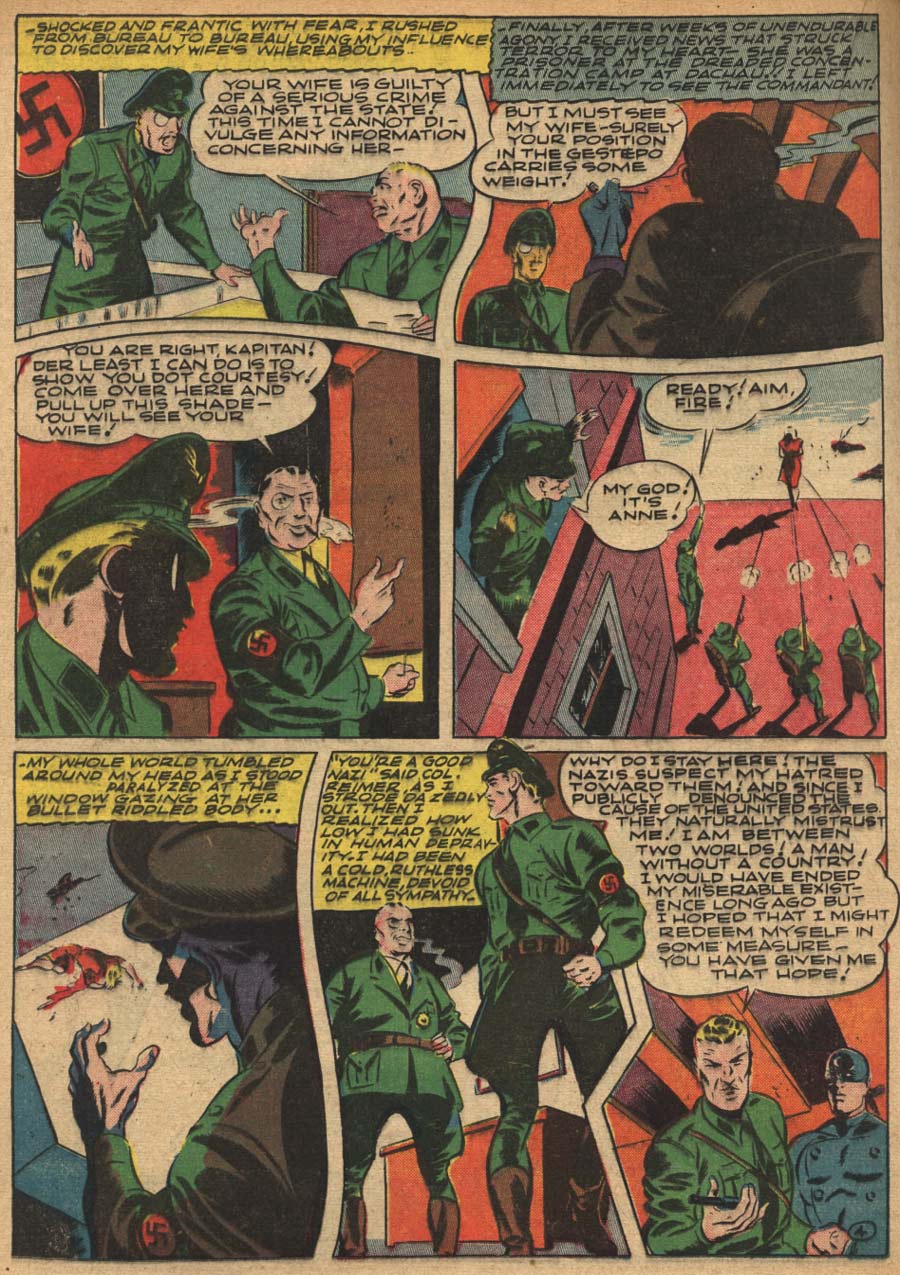 -SHOCKED AND FRANTIC WITH FEAR, I RUSHED
FROM BUREAU TO BUREAU, USING MY INFLUENCE
TO DISCOVER MY WIFE'S WHEREABOUTS..
YOUR WIFE IS GUILTY
OF A SERIOUS CRIME
AGAINST THE STATE! AT
THIS TIME I CANNOT DI-
VULGE ANY INFORMATION
CONCERNING HER-
FINALLY, AFTER WEEKS OF UNENDURABLE
AGONY, I RECEIVED NEWS THAT STRUCK
TERROR TO MY HEART- SHE WAS A
PRISONER AT THE DREADED CONCEN-
TRATION CAMP AT DACHAU!! I LEFT
IMMEDIATELY TO SEE THE COMMANDANT!
BUT I MUST SEE
MY WIFE-SURELY
YOUR POSITION
IN THE GESTEPO
CARRIES SOME
WEIGHT!
YOU ARE RIGHT, KAPITAN!
DER LEAST I CAN DO IS TO
SHOW YOU DOT COURTESY!
COME OVER HERE AND
PULL UP THIS SHADE-
YOU WILL SEE YOUR
WIFE!
READY! AIM,
FIRE!
MY GOD!
IT'S
ANNE!
-MY WHOLE WORLD TUMBLED
AROUND MY HEAD AS I STOOD
PARALYZED AT THE
WINDOW GAZING AT HER
BULLET RIDDLED BODY...
"YOU'RE A GOOD
NAZI" SAID COL.
REIMER, AS I
STRODE DAZEDLY
OUT. THEN I
REALIZED HOW
LOW I HAD SUNK
IN HUMAN DEPRAV-
ITY. I HAD BEEN
A COLD, RUTHLESS
MACHINE, DEVOID
OF ALL SYMPATHY.
WHY DO I STAY HERE! THE
NAZIS SUSPECT MY HATRED
TOWARD THEM! AND SINCE I
PUBLICLY DENOUNCED THE
CAUSE OF THE UNITED STATES,
THEY NATURALLY MISTRUST
ME! I AM BETWEEN
TWO WORLDS! A MAN
WITHOUT A COUNTRY!
I WOULD HAVE ENDED
MY MISERABLE EXIST-
ENCE LONG AGO BUT
I HOPED THAT I MIGHT
REDEEM MYSELF IN
SOME MEASURE-
YOU HAVE GIVEN ME
THAT HOPE!
4